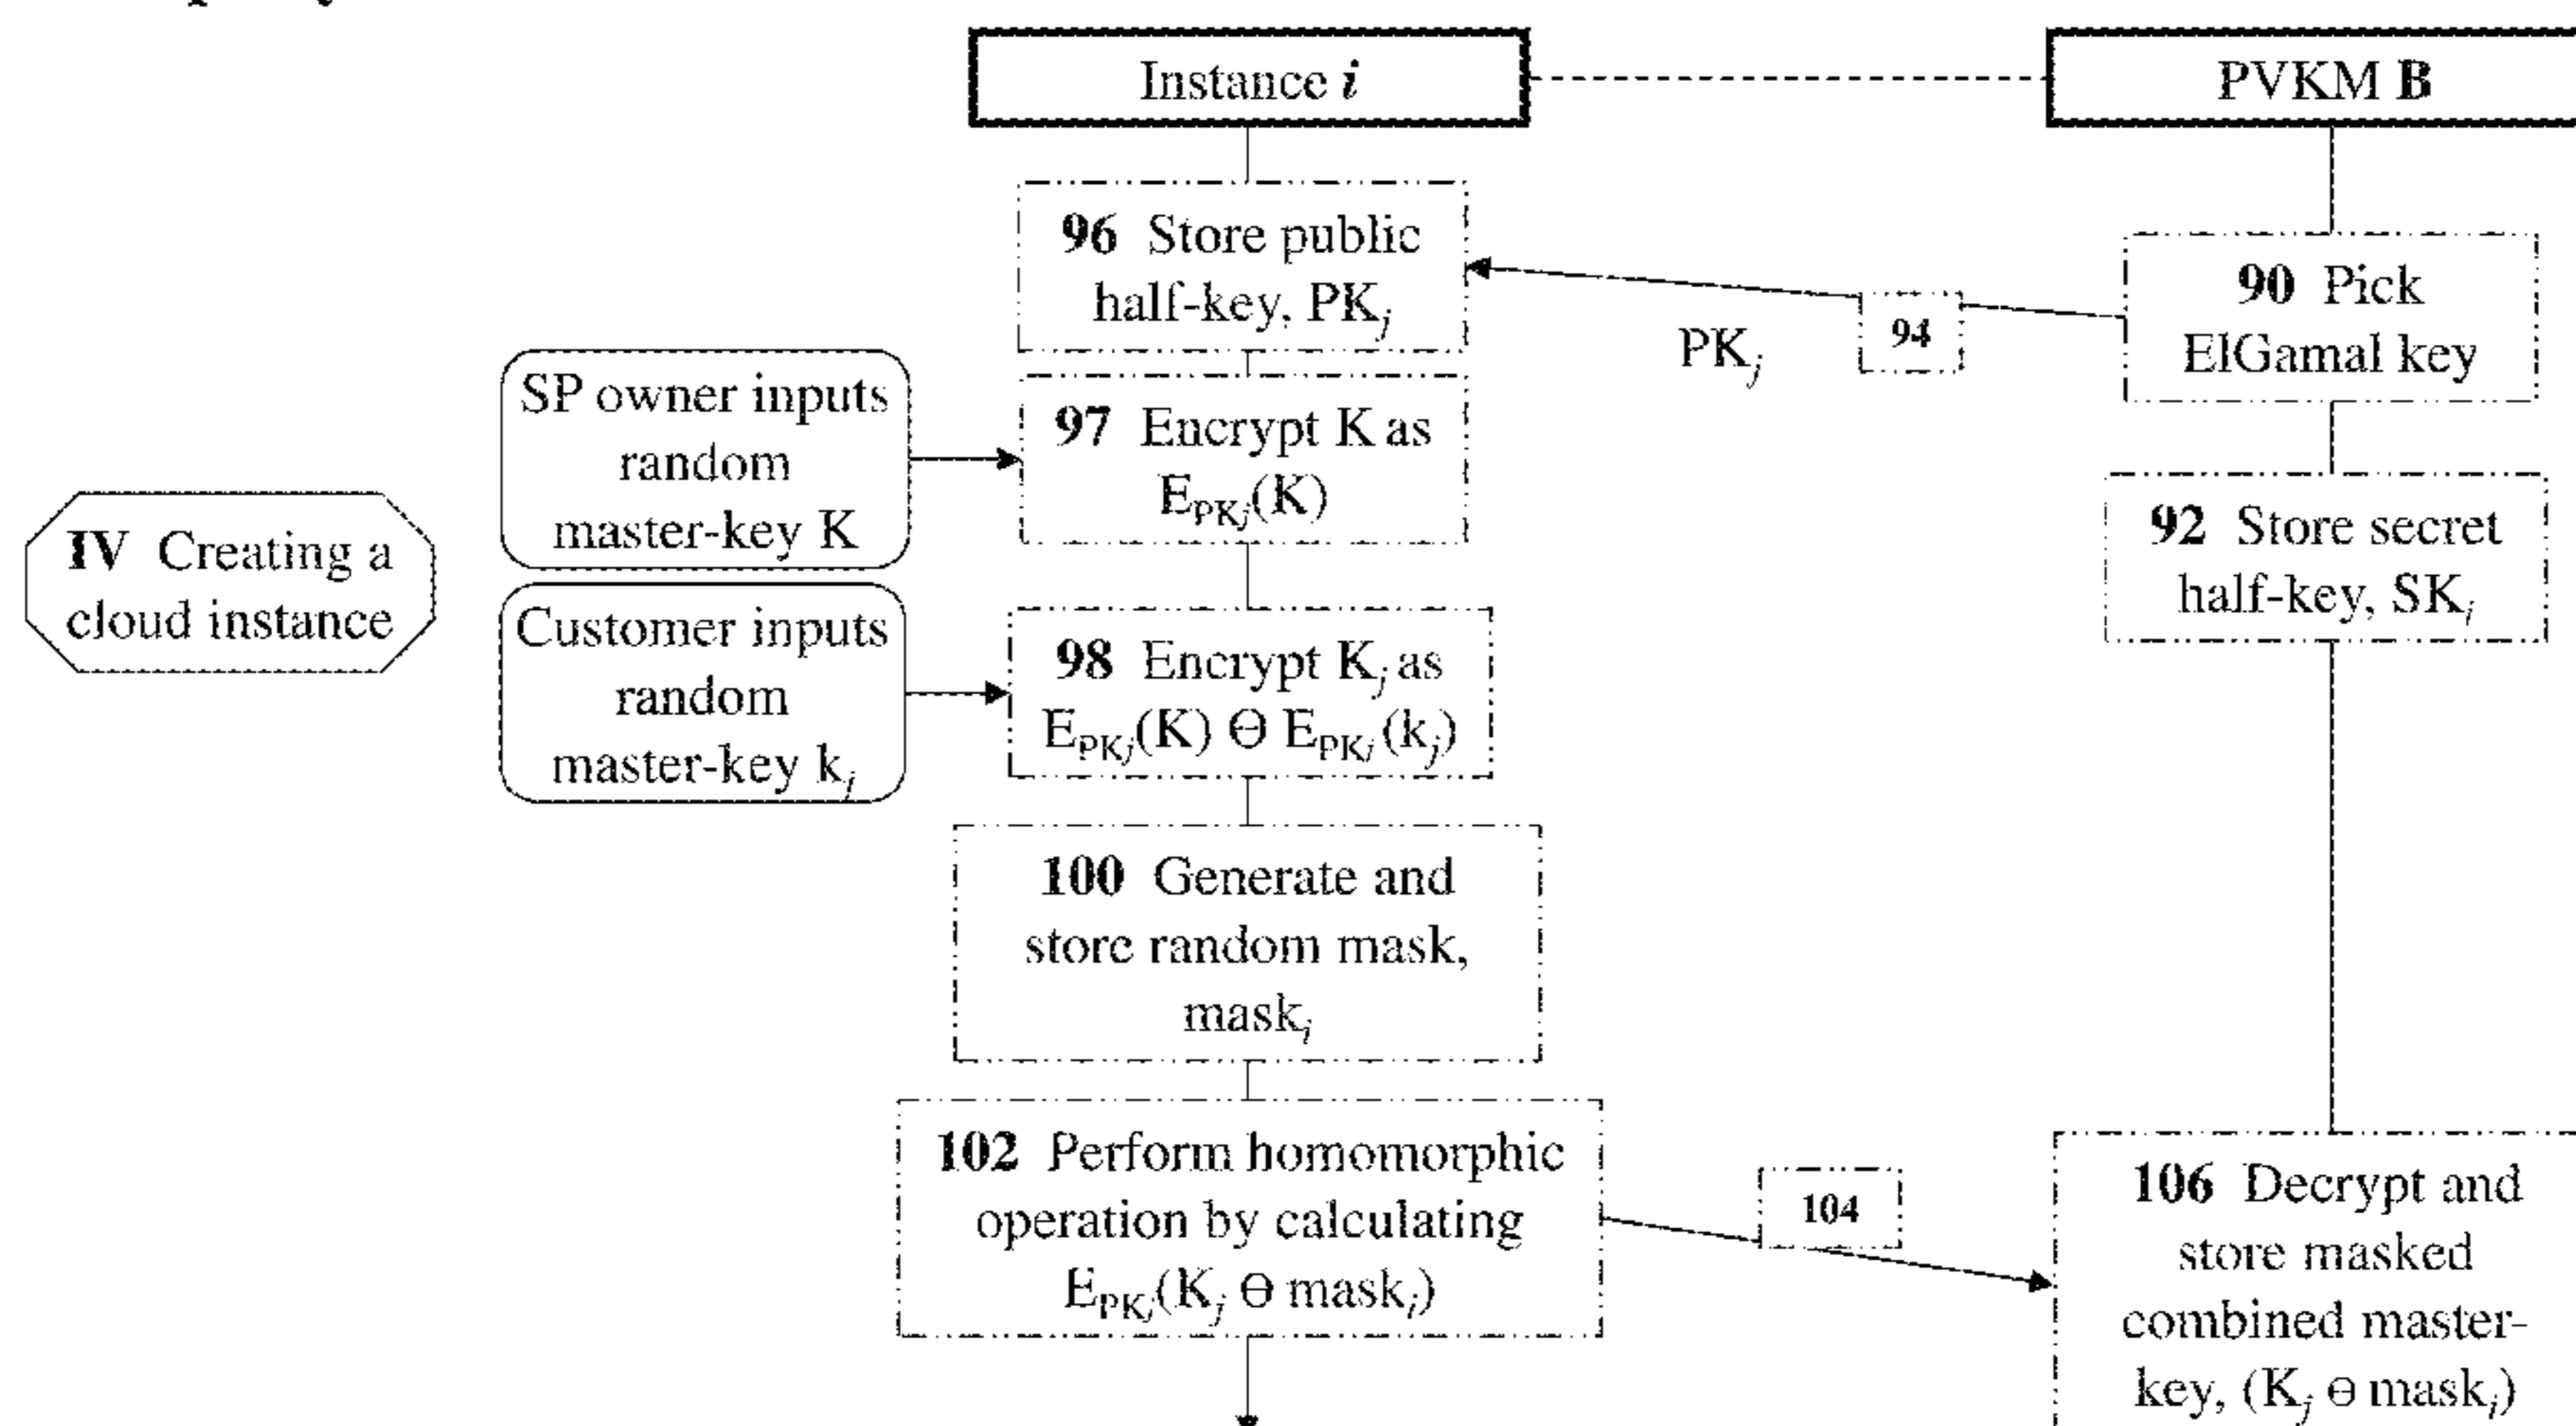 Instance i
PVKM B
96 Store public
half-key, PKj
PKj
94
90 Pick
ElGamal key
SP owner inputs
random
master-key K
97 Encrypt K as
EPKj(K)
92 Store secret
half-key, SKj
IV Creating a
cloud instance
Customer inputs
random
master-key kj
98 Encrypt Kj as
EPKj(K) Θ EPKj(kj)
100 Generate and
store random mask,
maski
102 Perform homomorphic
operation by calculating
EPKj(Kj Θ maski)
104
106 Decrypt and
store masked
combined master-
key, (Kj Θ maski)